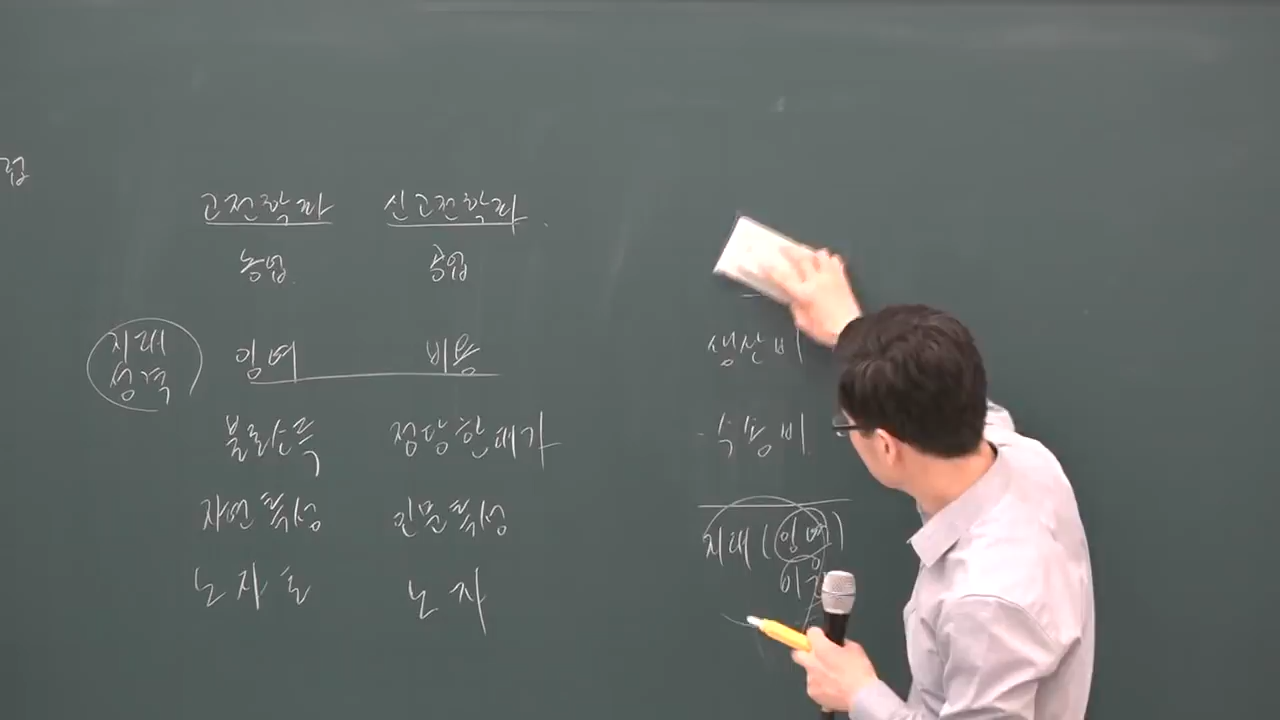 고전학파 신고전학파
농업 공업
지대
성격
잉여 비용
불로소득 정당한대가
자연특성 인문특성
노자토 노자
생산비
- 수송비
지대(잉여)